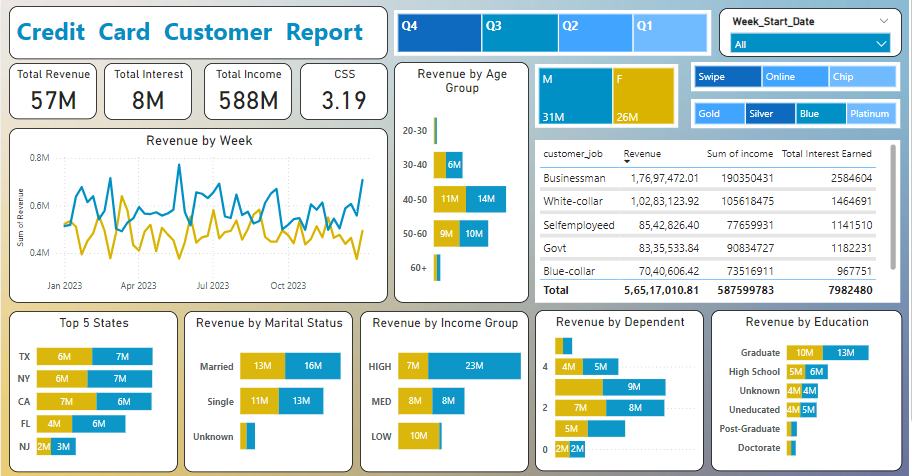 Credit Card Customer Report
Q4 Q3 Q2 Q1
Week_Start_Date
All
Total Revenue
57M
Total Interest
8M
Total Income
588M
CSS
3.19
Revenue by Age
Group
20-30
30-40 6M
40-50 11M 14M
50-60 9M 10M
60+
M
31M
F
26M
Swipe Online Chip
Gold Silver Blue Platinum
Revenue by Week
Sum of Revenue
0.8M
0.6M
0.4M
Jan 2023 Apr 2023 Jul 2023 Oct 2023
customer_job Revenue Sum of income Total Interest Earned
Businessman 1,76,97,472.01 190350431 2584604
White-collar 1,02,83,123.92 105618475 1464691
Selfemployeed 85,42,826.40 77659931 1141510
Govt 83,35,533.84 90834727 1182231
Blue-collar 70,40,606.42 73516911 967751
Total 5,65,17,010.81 587599783 7982480
Top 5 States
TX 6M 7M
NY 6M 7M
CA 7M 6M
FL 4M 6M
NJ 2M 3M
Revenue by Marital Status
Married 13M 16M
Single 11M 13M
Unknown
Revenue by Income Group
HIGH 7M 23M
MED 8M 8M
LOW 10M
Revenue by Dependent
4 4M 5M
9M
2 7M 8M
5M
0 2M 2M
Revenue by Education
Graduate 10M 13M
High School 5M 6M
Unknown 4M 4M
Uneducated 4M 5M
Post-Graduate
Doctorate